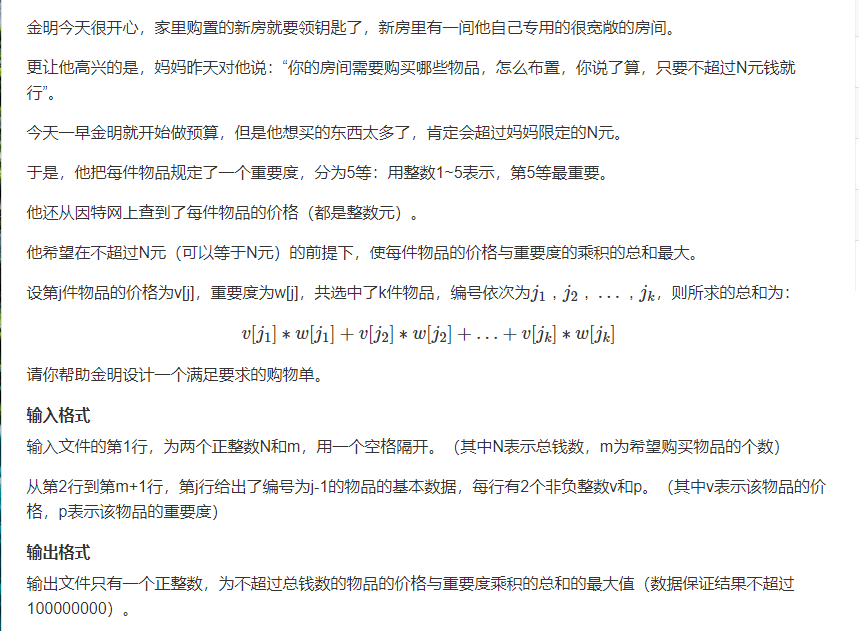 金明今天很开心，家里购置的新房就要领钥匙了，新房里有一间他自己专用的很宽敞的房间。
更让他高兴的是，妈妈昨天对他说：“你的房间需要购买哪些物品，怎么布置，你说了算，只要不超过N元钱就
行”。
今天一早金明就开始做预算，但是他想买的东西太多了，肯定会超过妈妈限定的N元。
于是，他把每件物品规定了一个重要度，分为5等：用整数1~5表示，第5等最重要。
他还从因特网上查到了每件物品的价格（都是整数元）。
他希望在不超过N元（可以等于N元）的前提下，使每件物品的价格与重要度的乘积的总和最大。
设第j件物品的价格为v[j]，重要度为w[j]，共选中了k件物品，编号依次为j₁，j₂，…，jₖ，则所求的总和为：
v[j₁] * w[j₁] + v[j₂] * w[j₂] + … + v[jₖ] * w[jₖ]
请你帮助金明设计一个满足要求的购物单。
输入格式
输入文件的第1行，为两个正整数N和m，用一个空格隔开。（其中N表示总钱数，m为希望购买物品的个数）
从第2行到第m+1行，第j行给出了编号为j-1的物品的基本数据，每行有2个非负整数v和p。（其中v表示该物品的价
格，p表示该物品的重要度）
输出格式
输出文件只有一个正整数，为不超过总钱数的物品的价格与重要度乘积的总和的最大值（数据保证结果不超过
100000000）。